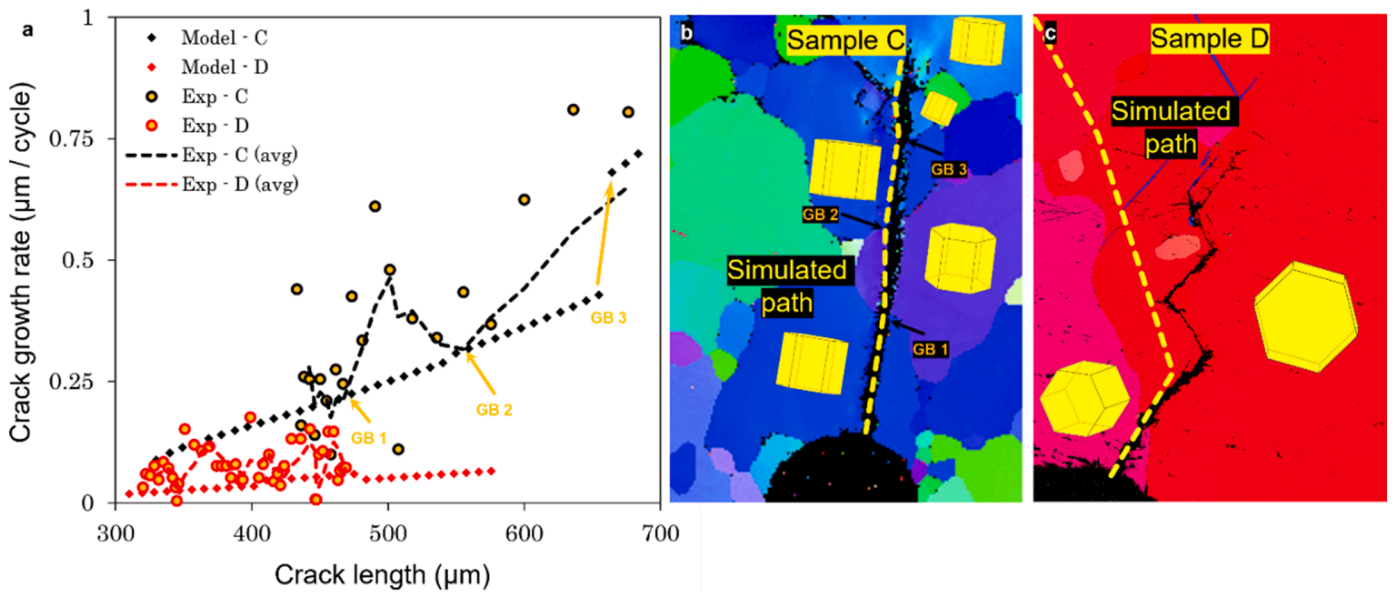 a
Crack growth rate (μm / cycle)
1
0.75
0.5
0.25
0
Model - C
Model - D
Exp - C
Exp - D
Exp - C (avg)
Exp - D (avg)
GB 1
GB 2
GB 3
300
400
500
600
700
Crack length (μm)
b
Sample C
GB 3
GB 2
Simulated
path
GB 1
c
Sample D
Simulated
path